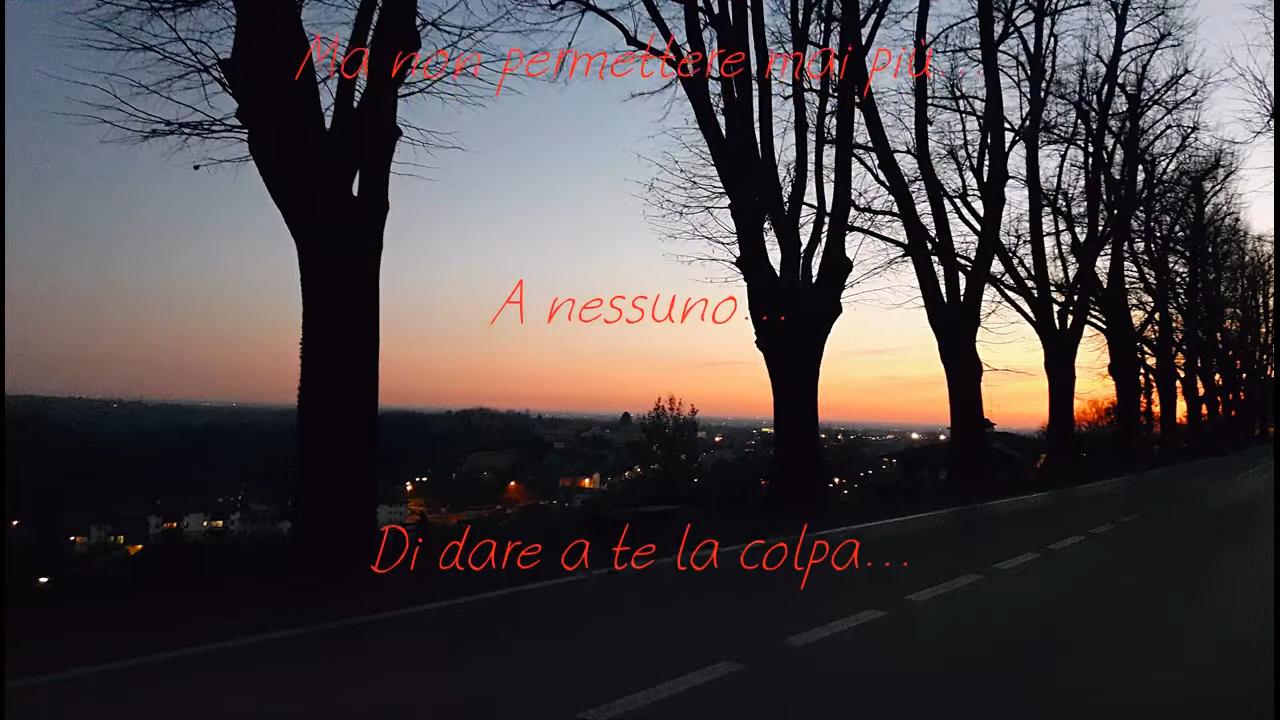 Ma non permettere mai più...
A nessuno...
Di dare a te la colpa...